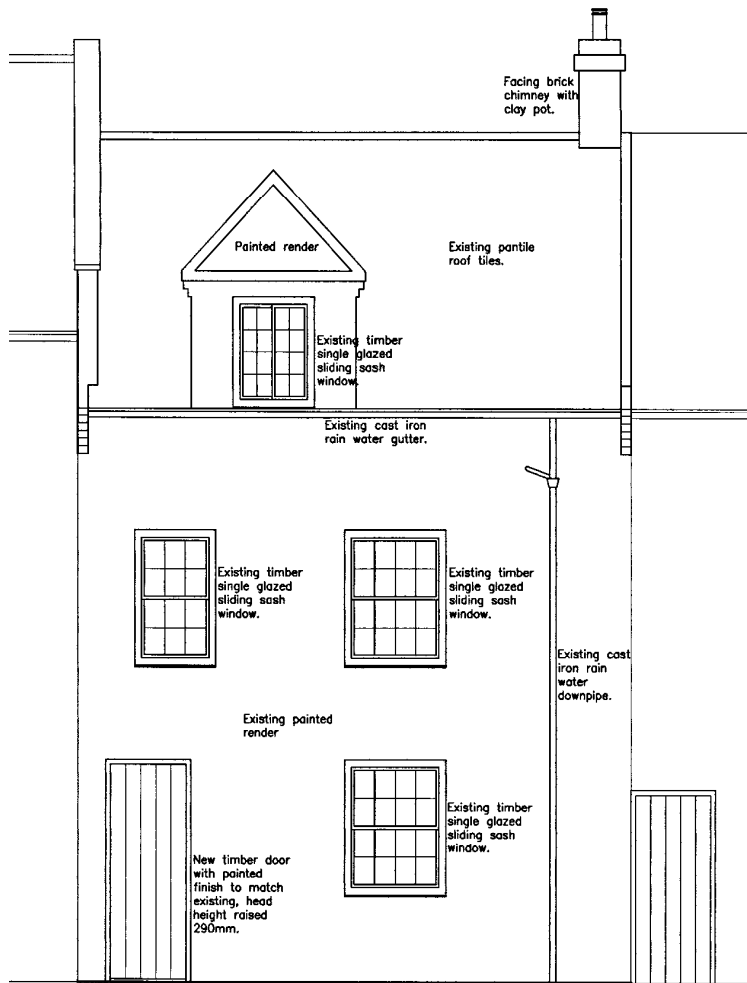 Facing brick
chimney with
clay pot.
Painted render
Existing pantile
roof tiles.
Existing timber
single glazed
sliding sash
window.
Existing cast iron
rain water gutter.
Existing timber
single glazed
sliding sash
window.
Existing timber
single glazed
sliding sash
window.
Existing cast
iron rain
water
downpipe.
Existing painted
render
Existing timber
single glazed
sliding sash
window.
New timber door
with painted
finish to match
existing, head
height raised
290mm.